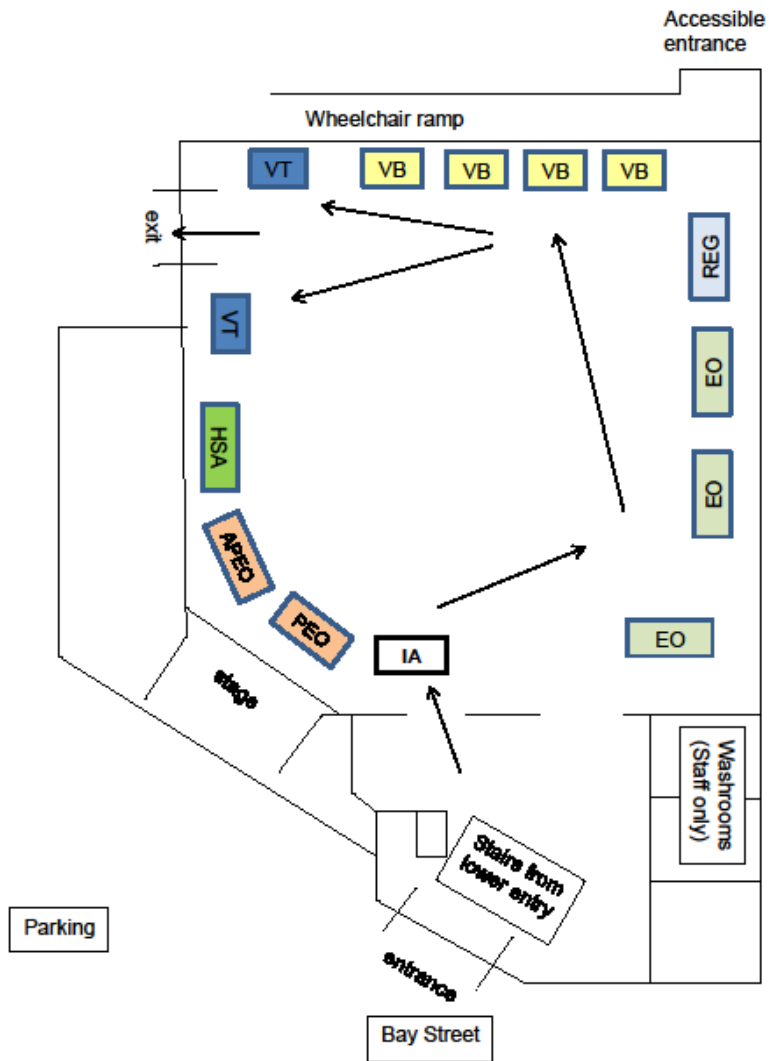 Accessible
entrance
Wheelchair ramp
VT
VB
VB
VB
VB
exit
REG
VT
EO
HSA
EO
APEO
PEO
IA
EO
stage
Washrooms
(Staff only)
Stairs from
lower entry
Parking
entrance
Bay Street